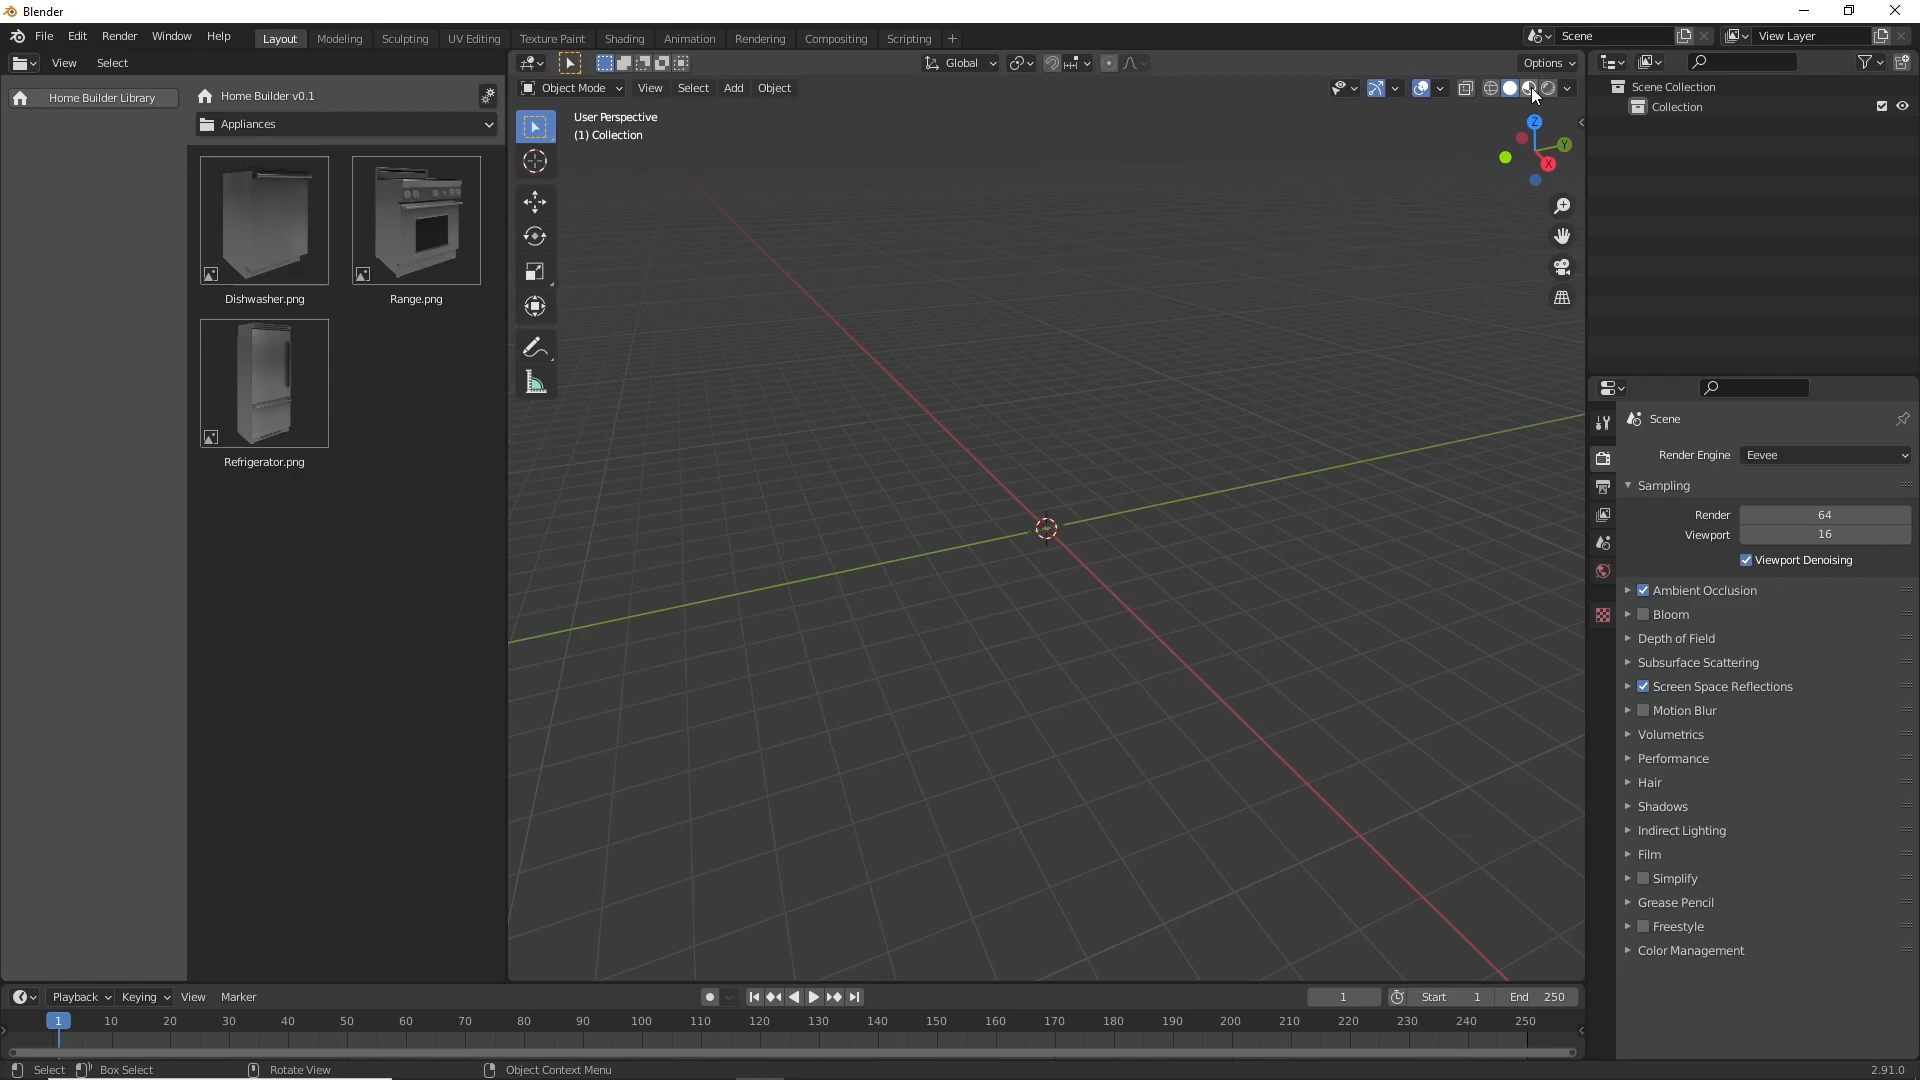 Blender
File Edit Render Window Help Layout Modeling Sculpting UV Editing Texture Paint Shading Animation Rendering Compositing Scripting + Scene View Layer
View Select
Home Builder Library
Home Builder v0.1
Appliances
Dishwasher.png Range.png
Refrigerator.png
Global Options
Object Mode View Select Add Object
User Perspective
(1) Collection
Z
Y
X
Scene Collection
Collection
Scene
Render Engine Eevee
Sampling
Render 64
Viewport 16
Viewport Denoising
Ambient Occlusion
Bloom
Depth of Field
Subsurface Scattering
Screen Space Reflections
Motion Blur
Volumetrics
Performance
Hair
Shadows
Indirect Lighting
Film
Simplify
Grease Pencil
Freestyle
Color Management
Playback Keying View Marker 1 Start 1 End 250
1 10 20 30 40 50 60 70 80 90 100 110 120 130 140 150 160 170 180 190 200 210 220 230 240 250
Select Box Select Rotate View Object Context Menu 2.91.0